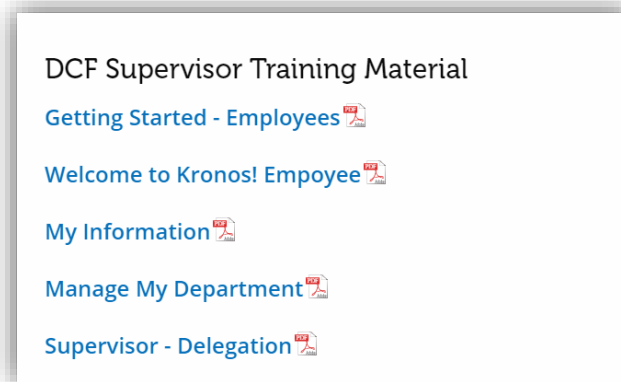 DCF Supervisor Training Material
Getting Started - Employees
Welcome to Kronos! Empoyee
My Information
Manage My Department
Supervisor - Delegation